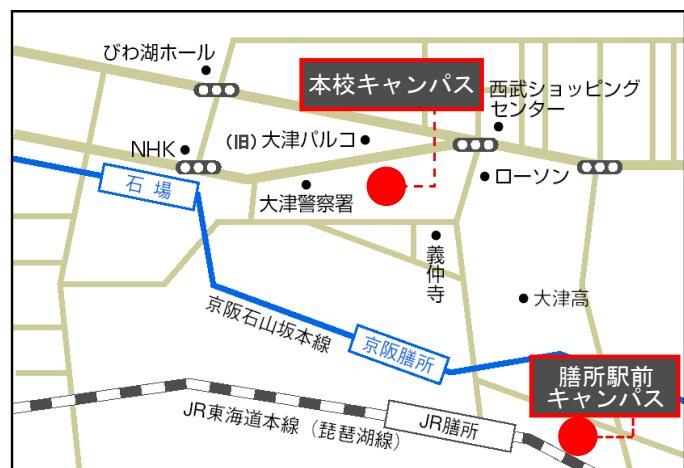 びわ湖ホール
本校キャンパス
西武ショッピング
センター
NHK
(旧)大津パルコ
ローソン
石場
大津警察署
義仲寺
大津高
京阪石山坂本線
京阪膳所
膳所駅前
キャンパス
JR東海道本線(琵琶湖線)
JR膳所